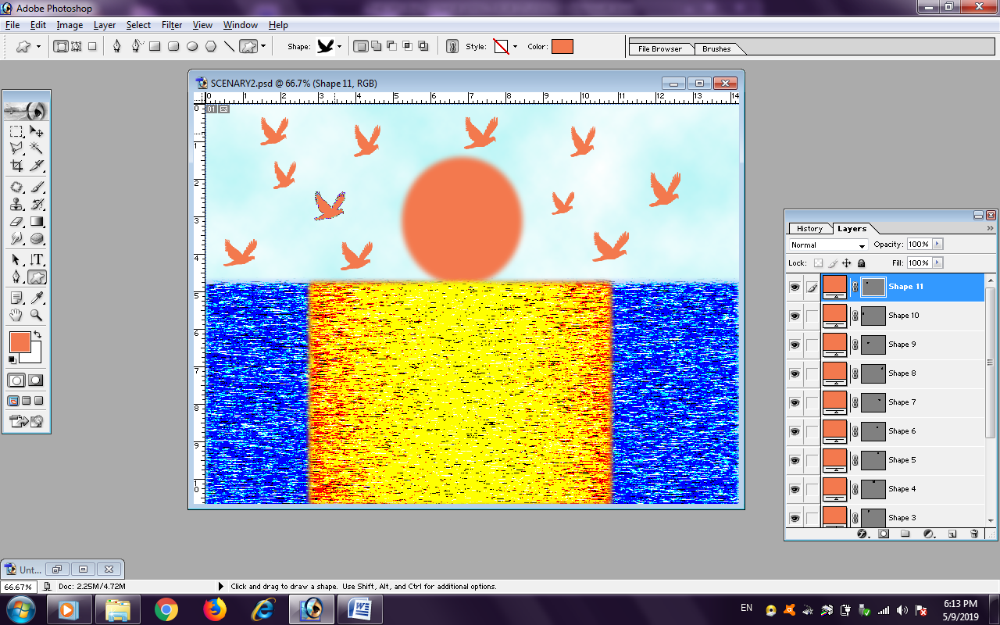 Adobe Photoshop
File Edit Image Layer Select Filter View Window Help
Shape: Style: Color: File Browser Brushes
SCENARY2.psd @ 66.7% (Shape 11, RGB)
0 1 2 3 4 5 6 7 8 9 10 11 12 13 14
01
0
1
2
3
4
5
6
7
8
9
10
History Layers
Normal Opacity: 100%
Lock: Fill: 100%
Shape 11
Shape 10
Shape 9
Shape 8
Shape 7
Shape 6
Shape 5
Shape 4
Shape 3
T
Unt...
66.67% Doc: 2.25M/4.72M Click and drag to draw a shape. Use Shift, Alt, and Ctrl for additional options.
W EN 6:13 PM
5/9/2019